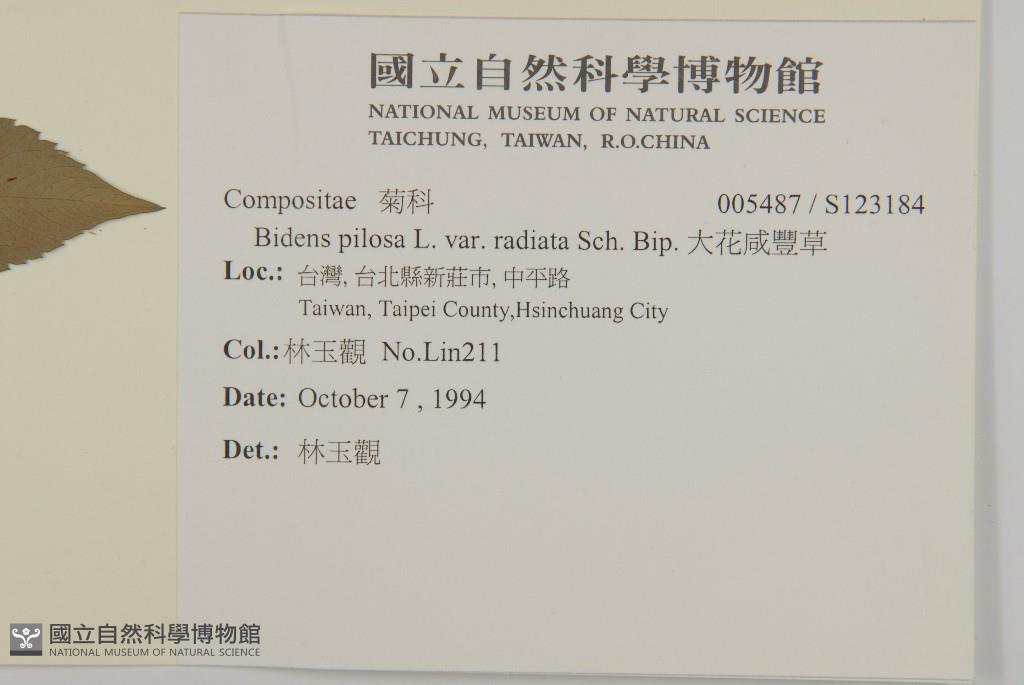 國立自然科學博物館
NATIONAL MUSEUM OF NATURAL SCIENCE
TAICHUNG, TAIWAN, R.O.CHINA
Compositae 菊科 005487 / S123184
Bidens pilosa L. var. radiata Sch. Bip. 大花咸豐草
Loc.: 台灣, 台北縣新莊市, 中平路
Taiwan, Taipei County,Hsinchuang City
Col.: 林玉觀 No.Lin211
Date: October 7 , 1994
Det.: 林玉觀
國立自然科學博物館
NATIONAL MUSEUM OF NATURAL SCIENCE